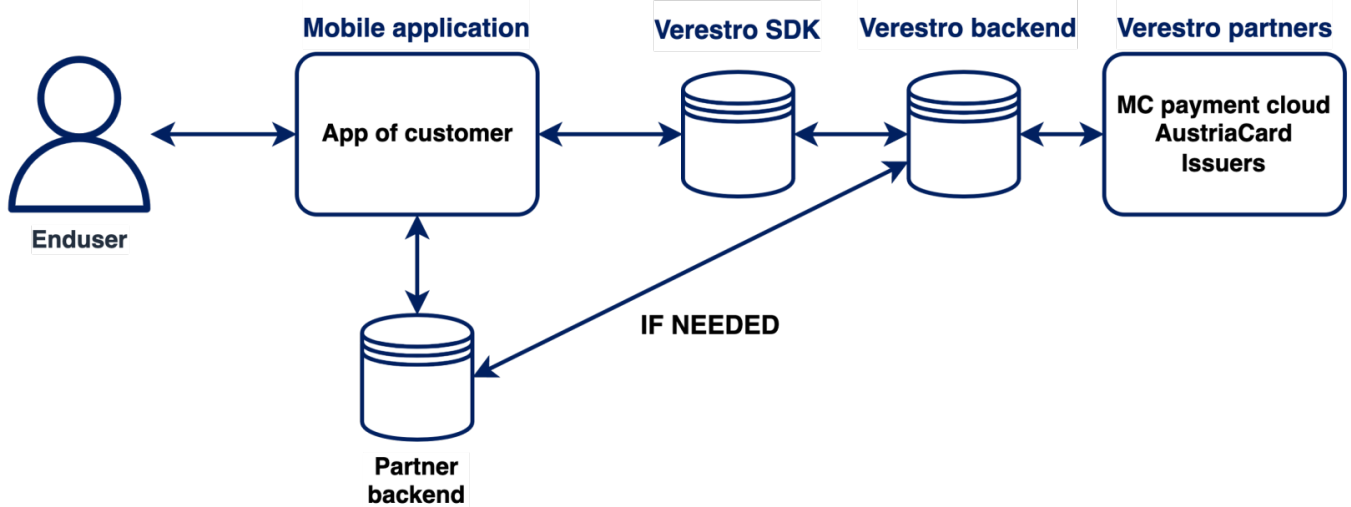 Mobile application
Verestro SDK
Verestro backend
Verestro partners
App of customer
MC payment cloud
AustriaCard
Issuers
Enduser
IF NEEDED
Partner
backend